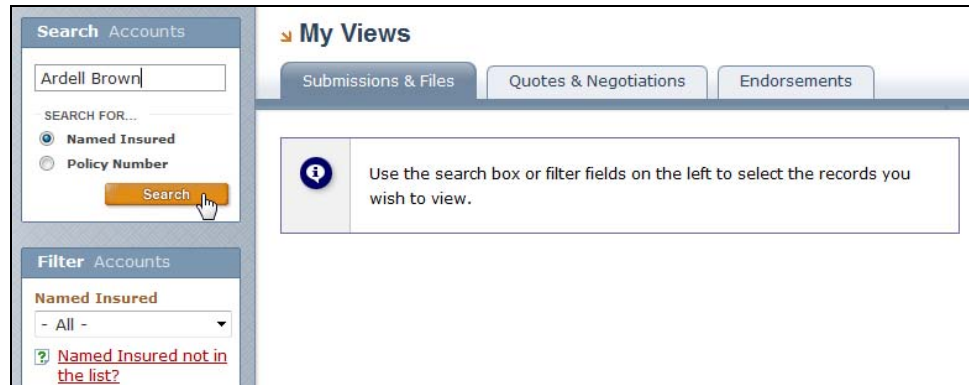 Search Accounts
Ardell Brown
SEARCH FOR...
Named Insured
Policy Number
Search
Filter Accounts
Named Insured
- All -
Named Insured not in
the list?
My Views
Submissions & Files
Quotes & Negotiations
Endorsements
Use the search box or filter fields on the left to select the records you
wish to view.